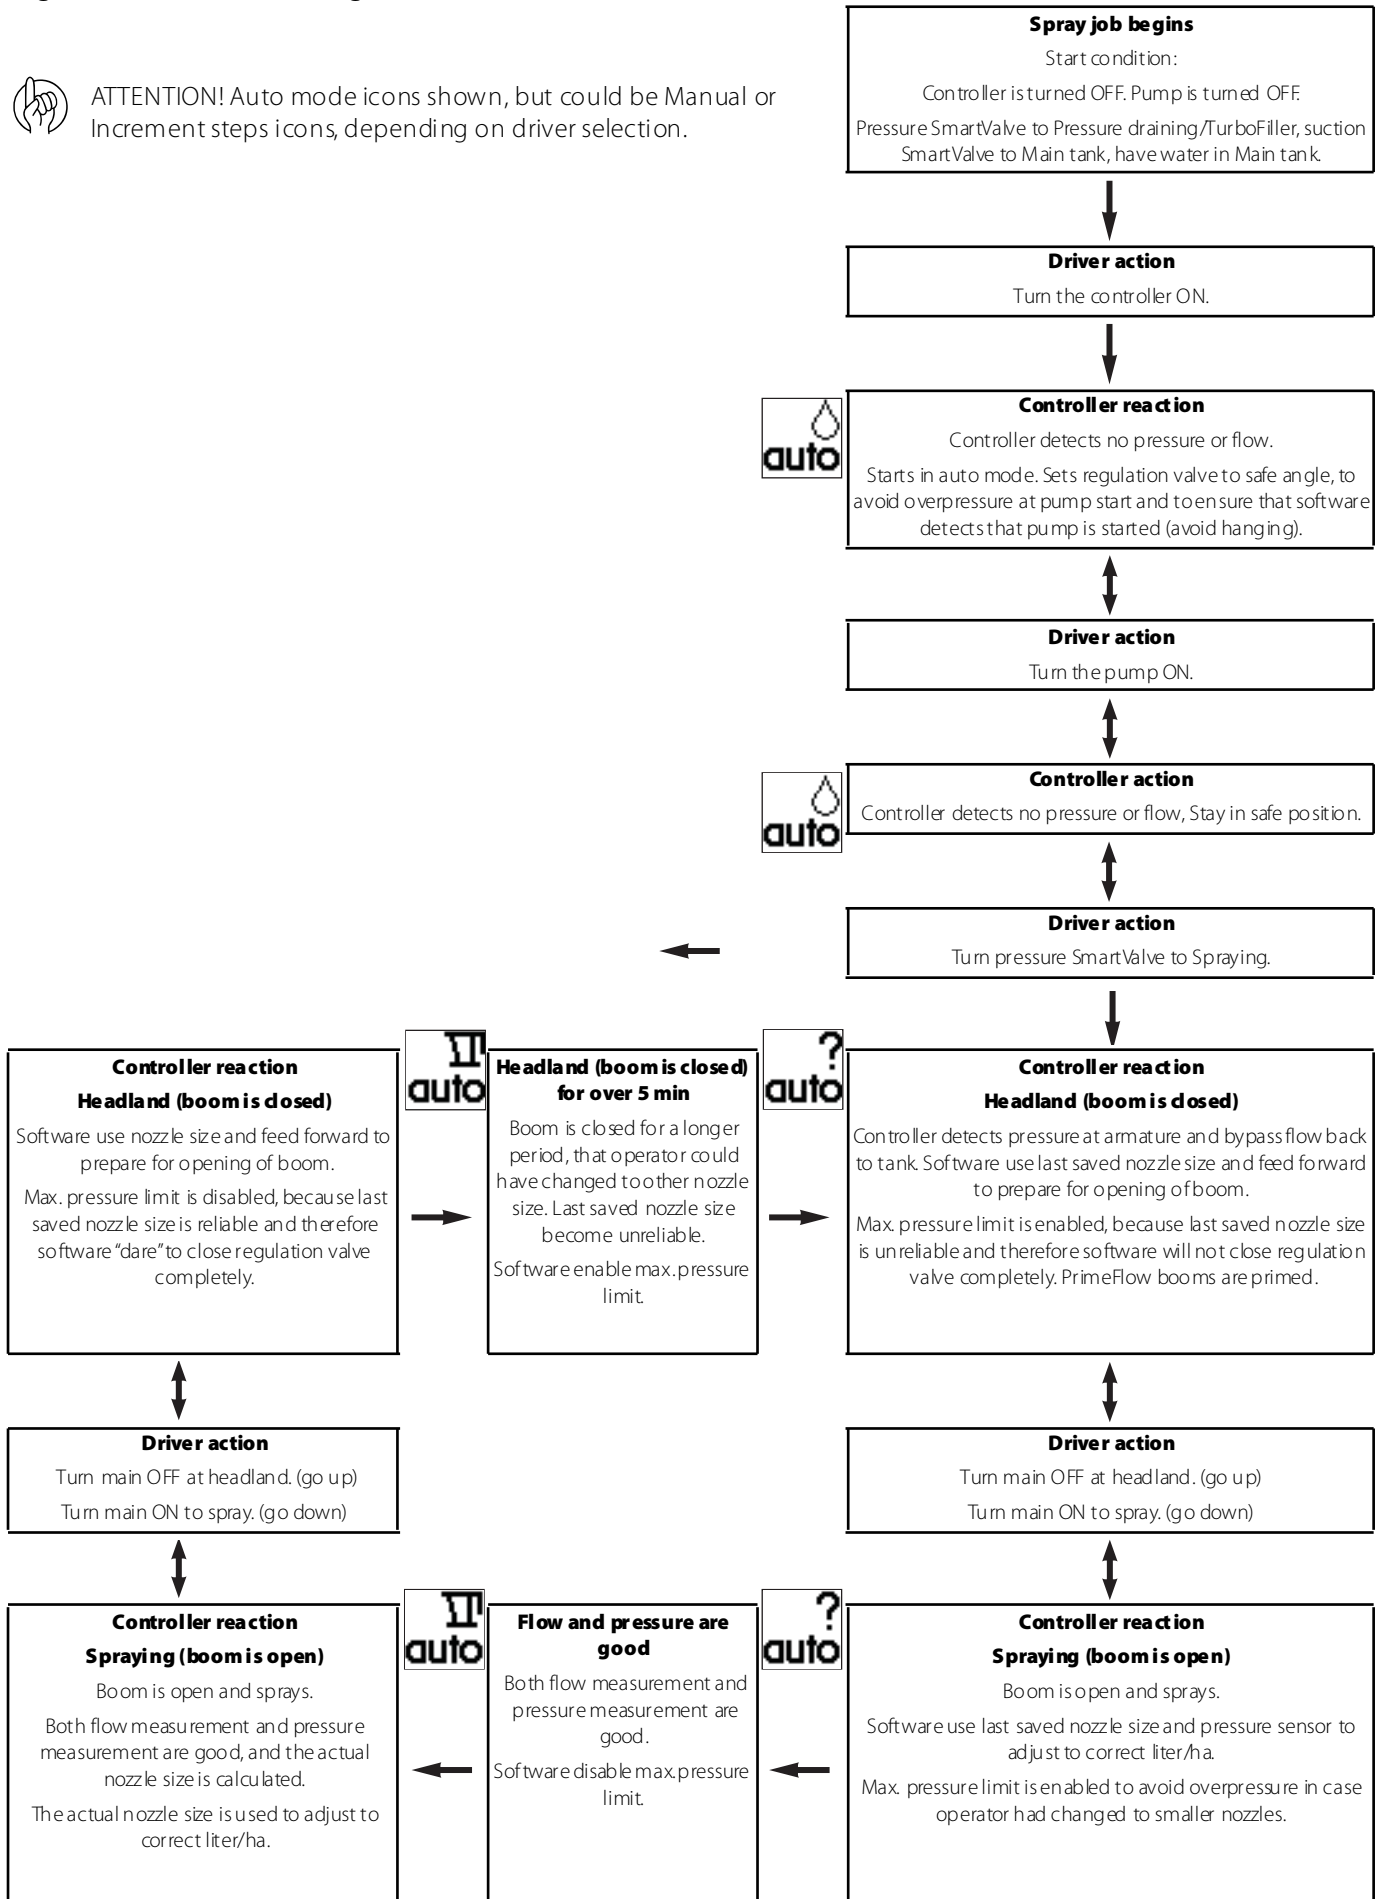 Spray job begins
Start condition:
Controller is turned OFF. Pump is turned OFF.
Pressure SmartValve to Pressure draining/TurboFiller, suction
SmartValve to Main tank, have water in Main tank.
ATTENTION! Auto mode icons shown, but could be Manual or
Increment steps icons, depending on driver selection.
Driver action
Turn the controller ON.
auto
Controller reaction
Controller detects no pressure or flow.
Starts in auto mode. Sets regulation valve to safe angle, to
avoid overpressure at pump start and to ensure that software
detects that pump is started (avoid hanging).
Driver action
Turn the pump ON.
auto
Controller action
Controller detects no pressure or flow, Stay in safe position.
Driver action
Turn pressure SmartValve to Spraying.
Controller reaction
Headland (boom is closed)
Software use nozzle size and feed forward to
prepare for opening of boom.
Max. pressure limit is disabled, because last
saved nozzle size is reliable and therefore
software “dare” to close regulation valve
completely.
auto
Headland (boom is closed)
for over 5 min
Boom is closed for a longer
period, that operator could
have changed to other nozzle
size. Last saved nozzle size
become unreliable.
Software enable max. pressure
limit.
?
auto
Controller reaction
Headland (boom is closed)
Controller detects pressure at armature and bypass flow back
to tank. Software use last saved nozzle size and feed forward
to prepare for opening of boom.
Max. pressure limit is enabled, because last saved nozzle size
is unreliable and therefore software will not close regulation
valve completely. PrimeFlow booms are primed.
Driver action
Turn main OFF at headland. (go up)
Turn main ON to spray. (go down)
Driver action
Turn main OFF at headland. (go up)
Turn main ON to spray. (go down)
Controller reaction
Spraying (boom is open)
Boom is open and sprays.
Both flow measurement and pressure
measurement are good, and the actual
nozzle size is calculated.
The actual nozzle size is used to adjust to
correct liter/ha.
auto
Flow and pressure are
good
Both flow measurement and
pressure measurement are
good.
Software disable max. pressure
limit.
?
auto
Controller reaction
Spraying (boom is open)
Boom is open and sprays.
Software use last saved nozzle size and pressure sensor to
adjust to correct liter/ha.
Max. pressure limit is enabled to avoid overpressure in case
operator had changed to smaller nozzles.